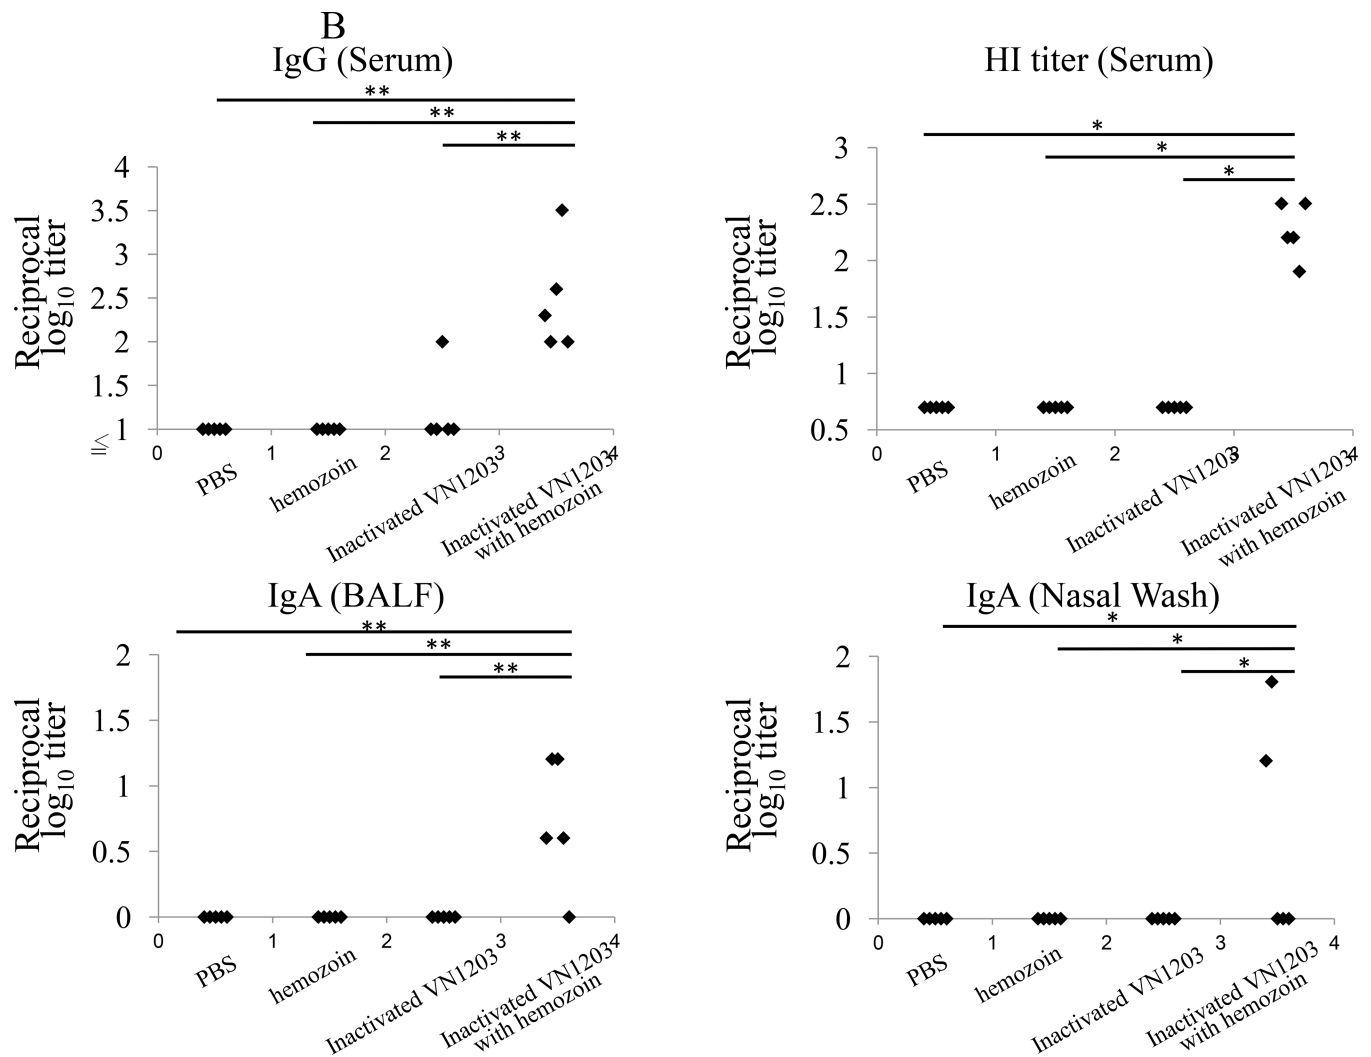 B
IgG (Serum)
**
**
**
4
3.5
3
2.5
2
1.5
≦ 1
Reciprocal
log10 titer
0 1 2 3 4
PBS
hemozoin
Inactivated VN1203
Inactivated VN1203
with hemozoin
HI titer (Serum)
*
*
*
3
2.5
2
1.5
1
0.5
Reciprocal
log10 titer
0 1 2 3 4
PBS
hemozoin
Inactivated VN1203
Inactivated VN1203
with hemozoin
IgA (BALF)
**
**
**
2
1.5
1
0.5
0
Reciprocal
log10 titer
0 1 2 3 4
PBS
hemozoin
Inactivated VN1203
Inactivated VN1203
with hemozoin
IgA (Nasal Wash)
*
*
*
2
1.5
1
0.5
0
Reciprocal
log10 titer
0 1 2 3 4
PBS
hemozoin
Inactivated VN1203
Inactivated VN1203
with hemozoin